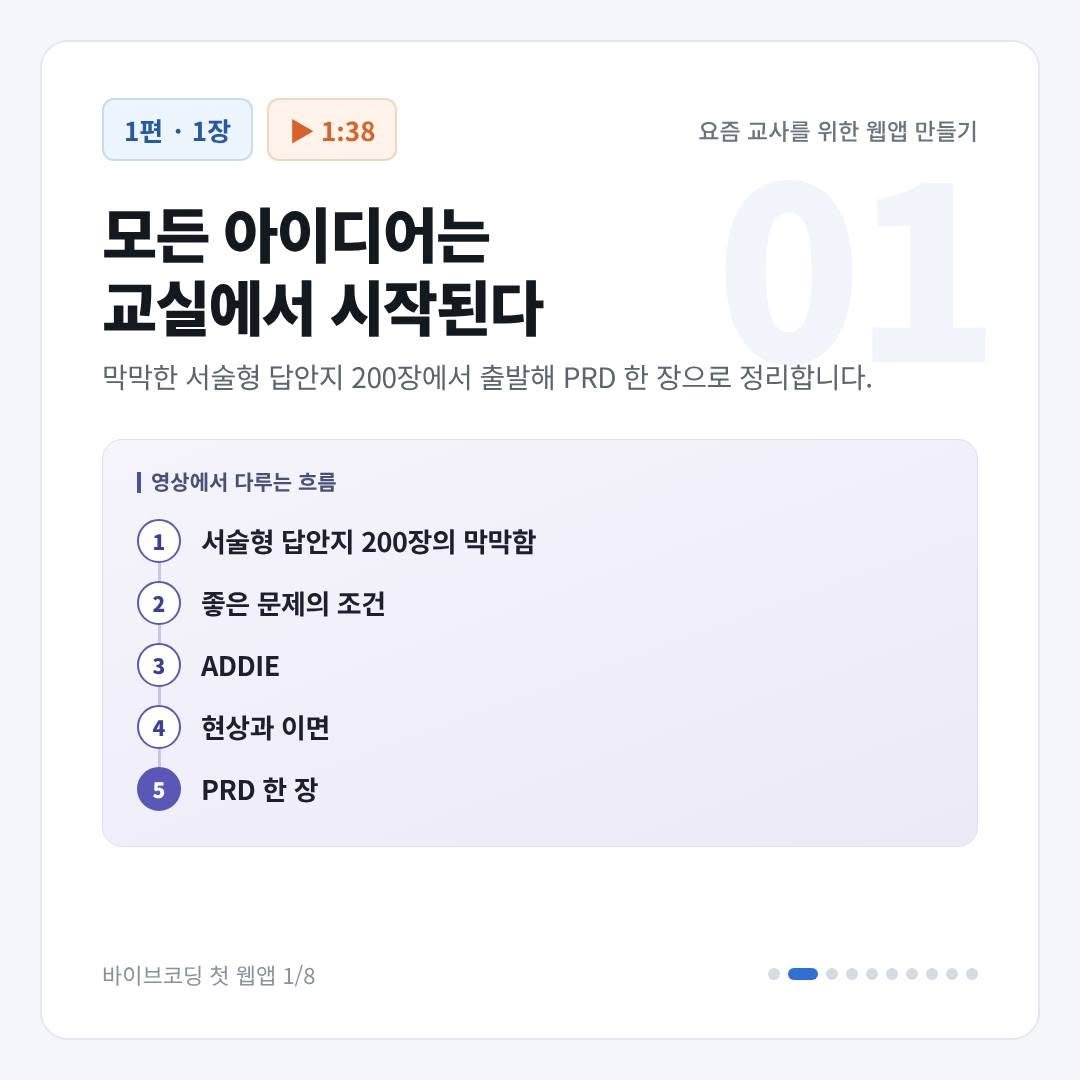 1편 · 1장
▶ 1:38
요즘 교사를 위한 웹앱 만들기
01
모든 아이디어는
교실에서 시작된다
막막한 서술형 답안지 200장에서 출발해 PRD 한 장으로 정리합니다.
영상에서 다루는 흐름
1 서술형 답안지 200장의 막막함
2 좋은 문제의 조건
3 ADDIE
4 현상과 이면
5 PRD 한 장
바이브코딩 첫 웹앱 1/8